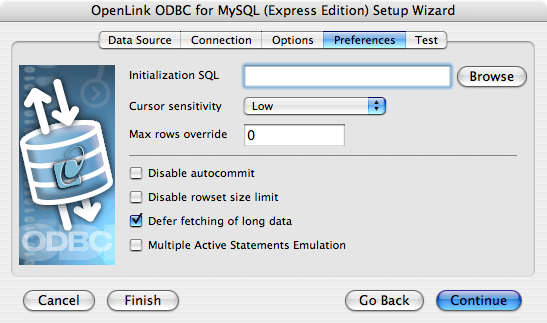 OpenLink ODBC for MySQL (Express Edition) Setup Wizard
Data Source Connection Options Preferences Test
Initialization SQL Browse
Cursor sensitivity Low
Max rows override 0
Disable autocommit
Disable rowset size limit
Defer fetching of long data
Multiple Active Statements Emulation
ODBC
Cancel Finish Go Back Continue